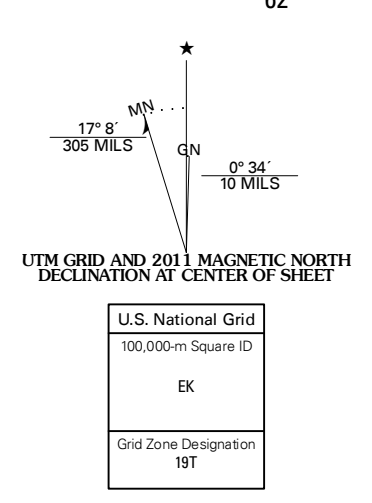 MN
17° 8´
305 MILS
GN
0° 34´
10 MILS
UTM GRID AND 2011 MAGNETIC NORTH
DECLINATION AT CENTER OF SHEET
U.S. National Grid
100,000-m Square ID
EK
Grid Zone Designation
19T